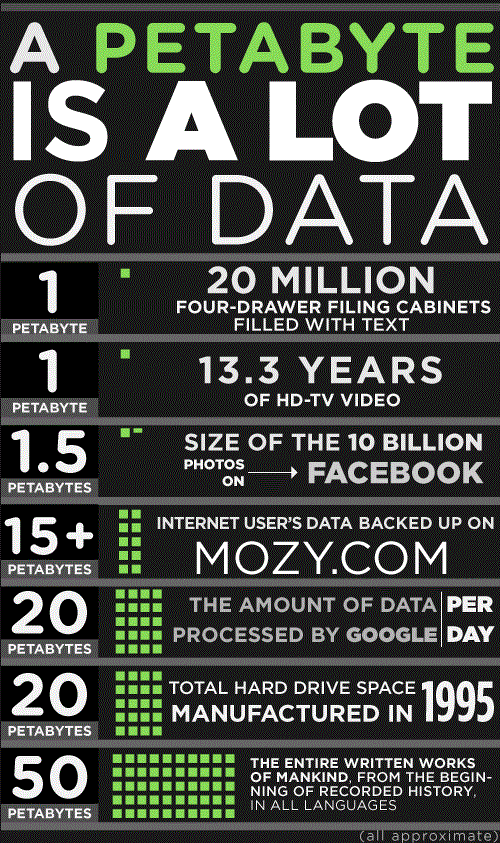 A PETABYTE
IS A LOT
OF DATA
1
PETABYTE
20 MILLION
FOUR-DRAWER FILING CABINETS
FILLED WITH TEXT
1
PETABYTE
13.3 YEARS
OF HD-TV VIDEO
1.5
PETABYTES
SIZE OF THE 10 BILLION
PHOTOS
ON
FACEBOOK
15+
PETABYTES
INTERNET USER'S DATA BACKED UP ON
MOZY.COM
20
PETABYTES
THE AMOUNT OF DATA PER
PROCESSED BY GOOGLE DAY
20
PETABYTES
TOTAL HARD DRIVE SPACE
MANUFACTURED IN 1995
50
PETABYTES
THE ENTIRE WRITTEN WORKS
OF MANKIND, FROM THE BEGIN-
NING OF RECORDED HISTORY,
IN ALL LANGUAGES
(all approximate)